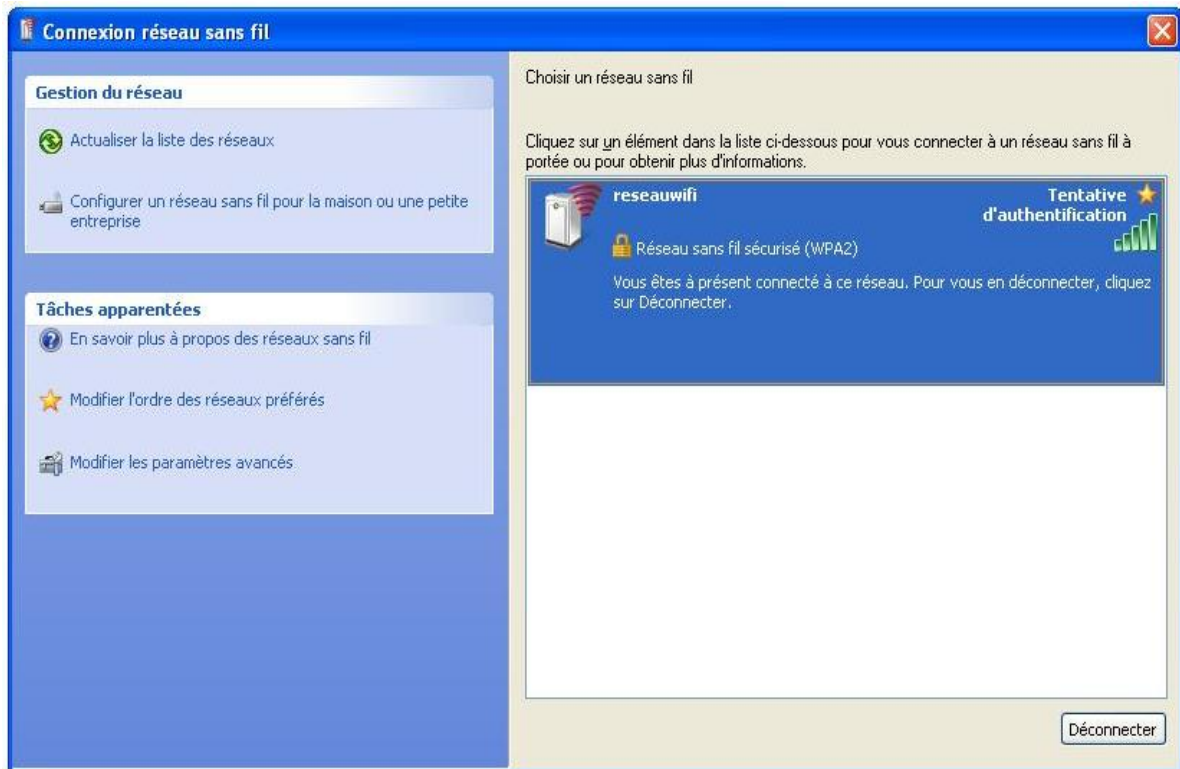 Connexion réseau sans fil
Gestion du réseau
Actualiser la liste des réseaux
Configurer un réseau sans fil pour la maison ou une petite
entreprise
Tâches apparentées
En savoir plus à propos des réseaux sans fil
Modifier l'ordre des réseaux préférés
Modifier les paramètres avancés
Choisir un réseau sans fil
Cliquez sur un élément dans la liste ci-dessous pour vous connecter à un réseau sans fil à
portée ou pour obtenir plus d'informations.
reseauwifi
Tentative
d'authentification
Réseau sans fil sécurisé (WPA2)
Vous êtes à présent connecté à ce réseau. Pour vous en déconnecter, cliquez
sur Déconnecter.
Déconnecter